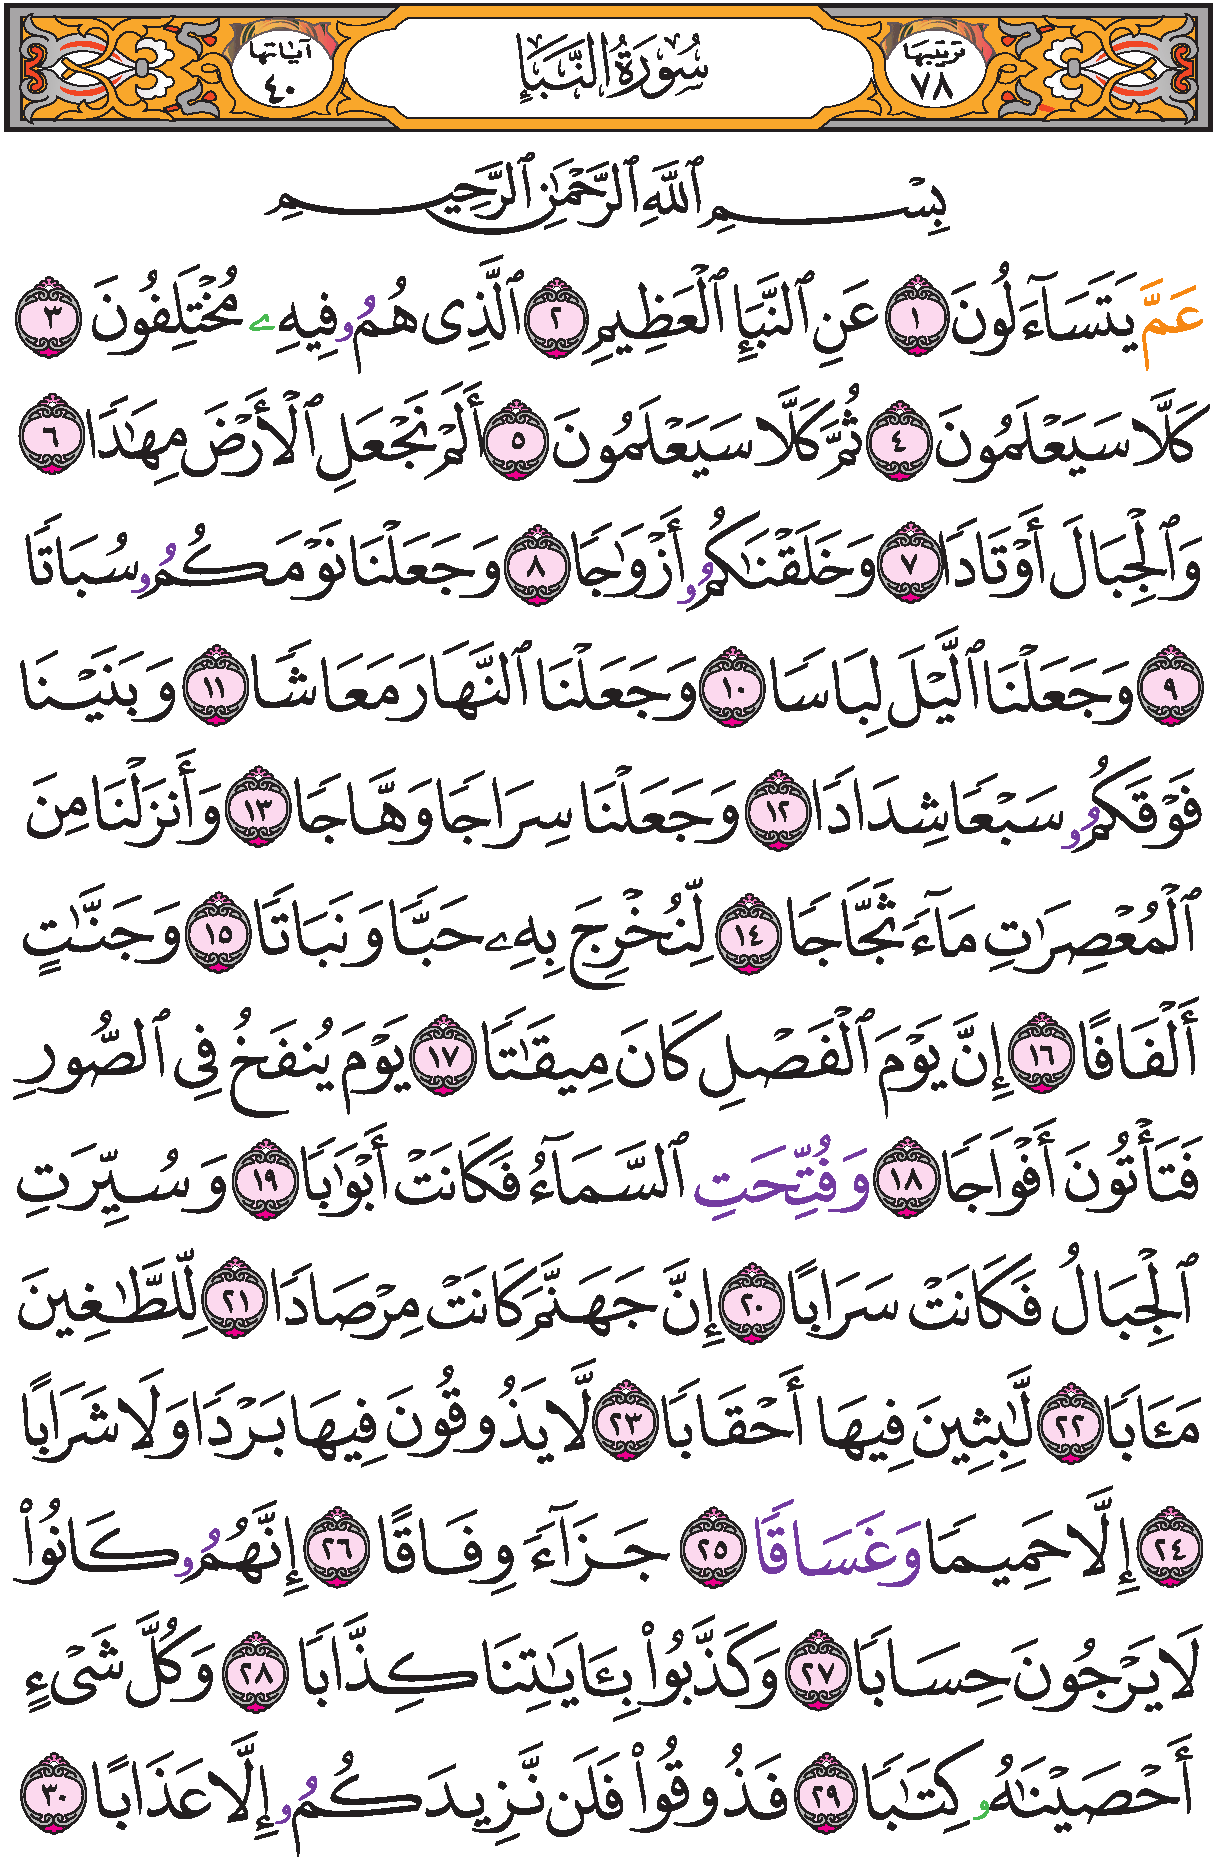 ترتيبها ٧٨ سُورَةُ النَّبَإِ آيَاتها ٤٠
بِسْمِ ٱللَّهِ ٱلرَّحْمَٰنِ ٱلرَّحِيمِ
عَمَّ يَتَسَآءَلُونَ ١ عَنِ ٱلنَّبَإِ ٱلْعَظِيمِ ٢ ٱلَّذِى هُمُۥ فِيهِۦ مُخْتَلِفُونَ ٣
كَلَّا سَيَعْلَمُونَ ٤ ثُمَّ كَلَّا سَيَعْلَمُونَ ٥ أَلَمْ نَجْعَلِ ٱلْأَرْضَ مِهَٰدًا ٦
وَٱلْجِبَالَ أَوْتَادًا ٧ وَخَلَقْنَٰكُمُۥ أَزْوَٰجًا ٨ وَجَعَلْنَا نَوْمَكُمُۥ سُبَاتًا
٩ وَجَعَلْنَا ٱلَّيْلَ لِبَاسًا ١٠ وَجَعَلْنَا ٱلنَّهَارَ مَعَاشًا ١١ وَبَنَيْنَا
فَوْقَكُمُۥ سَبْعًا شِدَادًا ١٢ وَجَعَلْنَا سِرَاجًا وَهَّاجًا ١٣ وَأَنزَلْنَا مِنَ
ٱلْمُعْصِرَٰتِ مَآءً ثَجَّاجًا ١٤ لِّنُخْرِجَ بِهِۦ حَبًّا وَنَبَاتًا ١٥ وَجَنَّٰتٍ
أَلْفَافًا ١٦ إِنَّ يَوْمَ ٱلْفَصْلِ كَانَ مِيقَٰتًا ١٧ يَوْمَ يُنفَخُ فِى ٱلصُّورِ
فَتَأْتُونَ أَفْوَاجًا ١٨ وَفُتِّحَتِ ٱلسَّمَآءُ فَكَانَتْ أَبْوَٰبًا ١٩ وَسُيِّرَتِ
ٱلْجِبَالُ فَكَانَتْ سَرَابًا ٢٠ إِنَّ جَهَنَّمَ كَانَتْ مِرْصَادًا ٢١ لِّلطَّٰغِينَ
مَـَٔابًا ٢٢ لَّٰبِثِينَ فِيهَا أَحْقَابًا ٢٣ لَّا يَذُوقُونَ فِيهَا بَرْدًا وَلَا شَرَابًا
٢٤ إِلَّا حَمِيمًا وَغَسَاقًا ٢٥ جَزَآءً وِفَاقًا ٢٦ إِنَّهُمُۥ كَانُوا۟
لَا يَرْجُونَ حِسَابًا ٢٧ وَكَذَّبُوا۟ بِـَٔايَٰتِنَا كِذَّابًا ٢٨ وَكُلَّ شَىْءٍ
أَحْصَيْنَٰهُۥ كِتَٰبًا ٢٩ فَذُوقُوا۟ فَلَن نَّزِيدَكُمُۥ إِلَّا عَذَابًا ٣٠